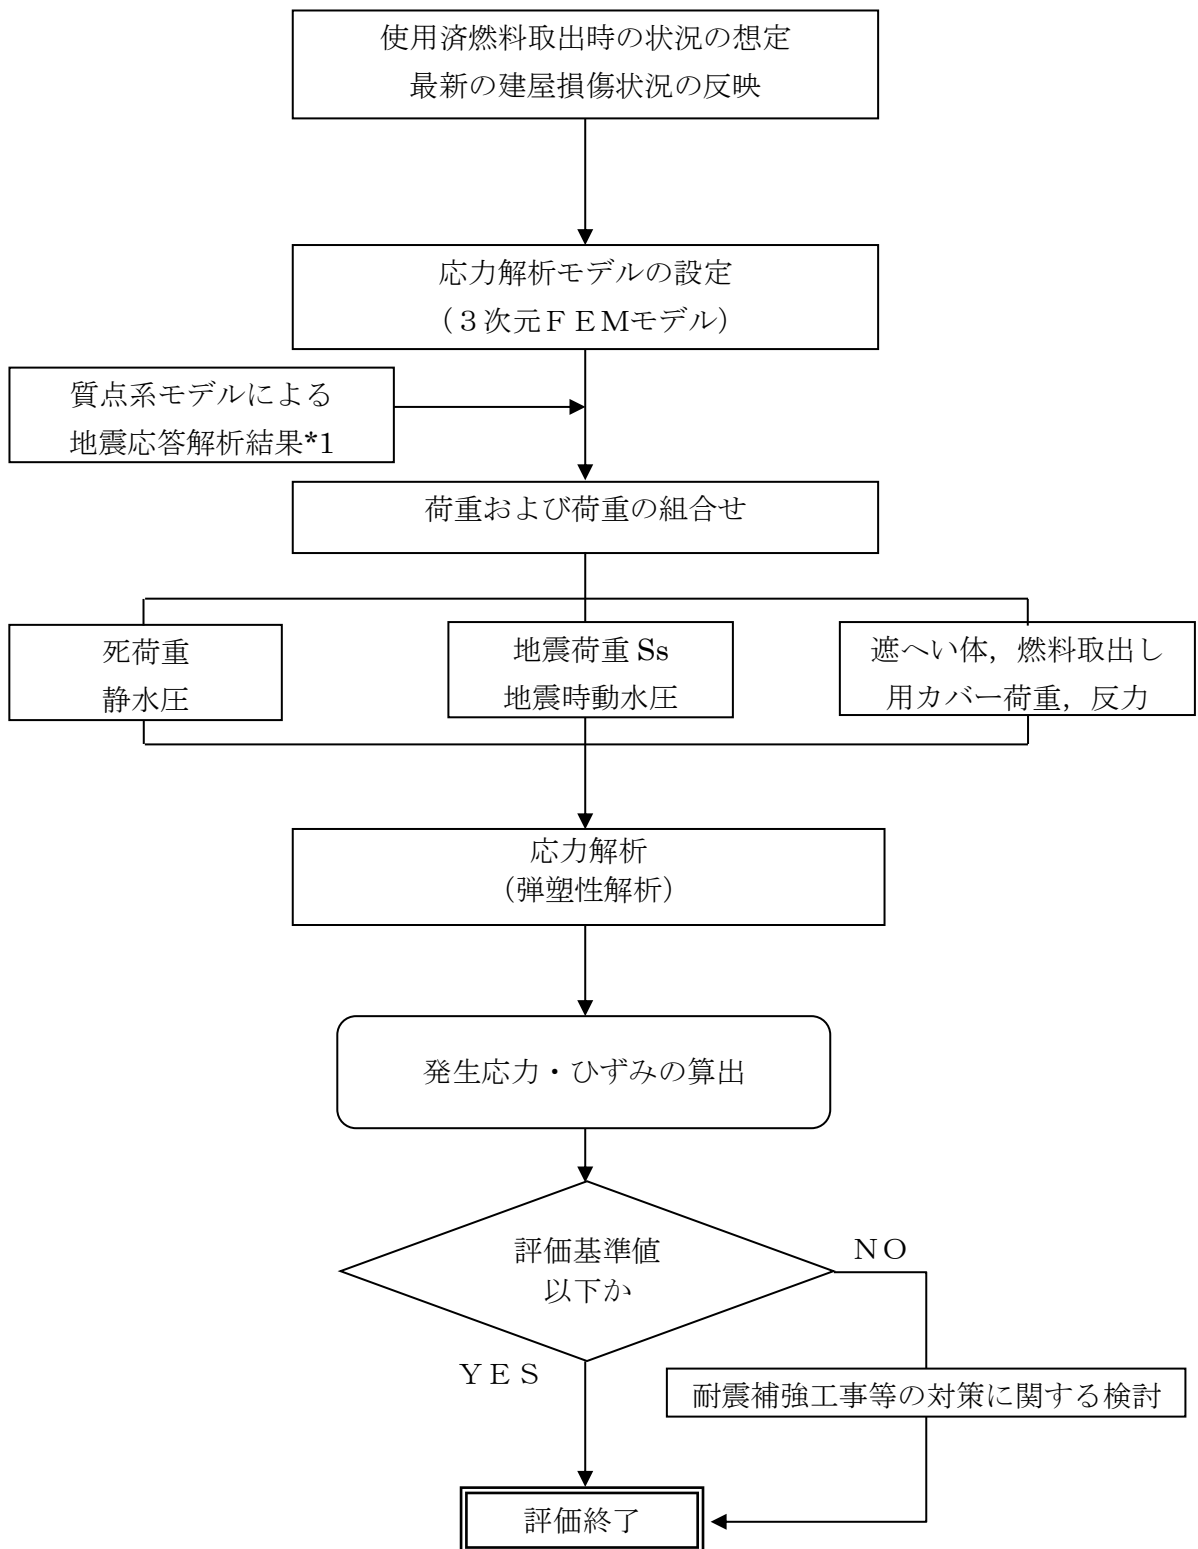 使用済燃料取出時の状況の想定
最新の建屋損傷状況の反映
応力解析モデルの設定
（３次元ＦＥＭモデル）
質点系モデルによる
地震応答解析結果*1
荷重および荷重の組合せ
死荷重
静水圧
地震荷重 Ss
地震時動水圧
遮へい体，燃料取出し
用カバー荷重，反力
応力解析
（弾塑性解析）
発生応力・ひずみの算出
評価基準値
以下か
ＮＯ
ＹＥＳ
耐震補強工事等の対策に関する検討
評価終了